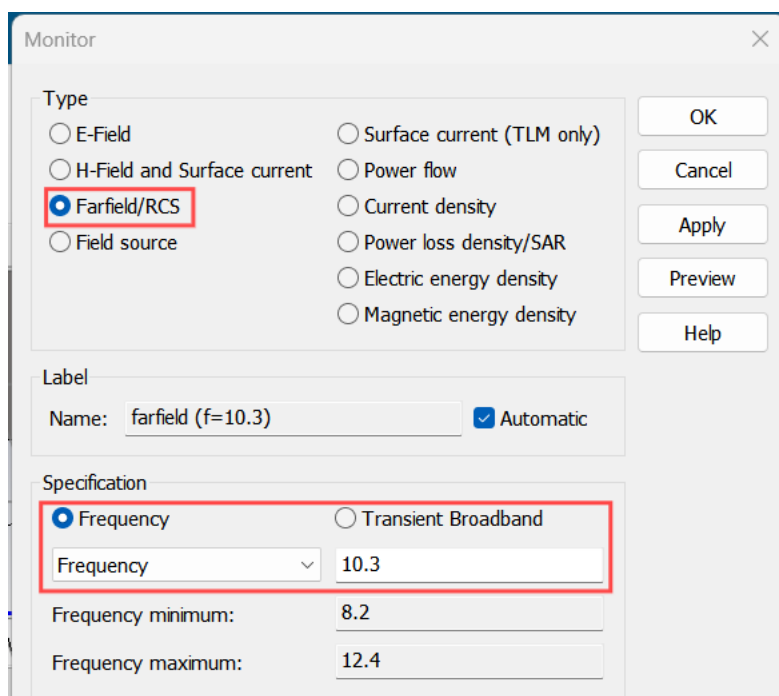 Monitor
Type
E-Field
H-Field and Surface current
Farfield/RCS
Field source
Surface current (TLM only)
Power flow
Current density
Power loss density/SAR
Electric energy density
Magnetic energy density
OK
Cancel
Apply
Preview
Help
Label
Name: farfield (f=10.3) Automatic
Specification
Frequency Transient Broadband
Frequency 10.3
Frequency minimum: 8.2
Frequency maximum: 12.4